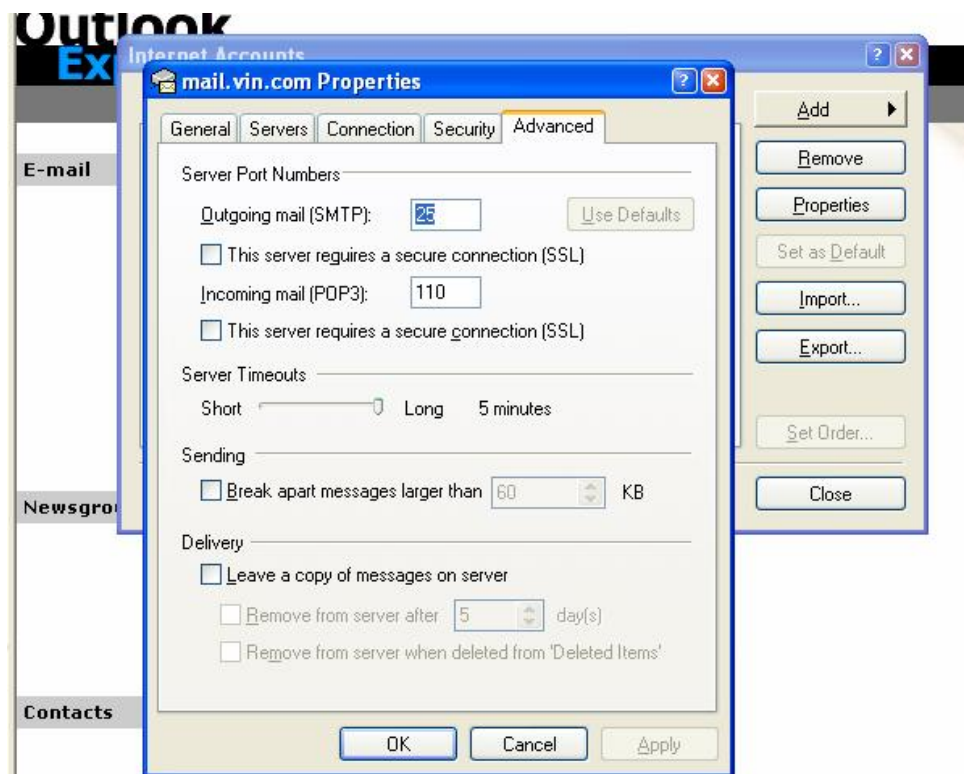 Outlook
Ex
Internet Accounts
mail.vin.com Properties
General Servers Connection Security Advanced
Server Port Numbers
Outgoing mail (SMTP): 25 Use Defaults
This server requires a secure connection (SSL)
Incoming mail (POP3): 110
This server requires a secure connection (SSL)
Server Timeouts
Short Long 5 minutes
Sending
Break apart messages larger than 60 KB
Delivery
Leave a copy of messages on server
Remove from server after 5 day(s)
Remove from server when deleted from 'Deleted Items'
OK Cancel Apply
Add
Remove
Properties
Set as Default
Import...
Export...
Set Order...
Close
E-mail
Newsgro
Contacts